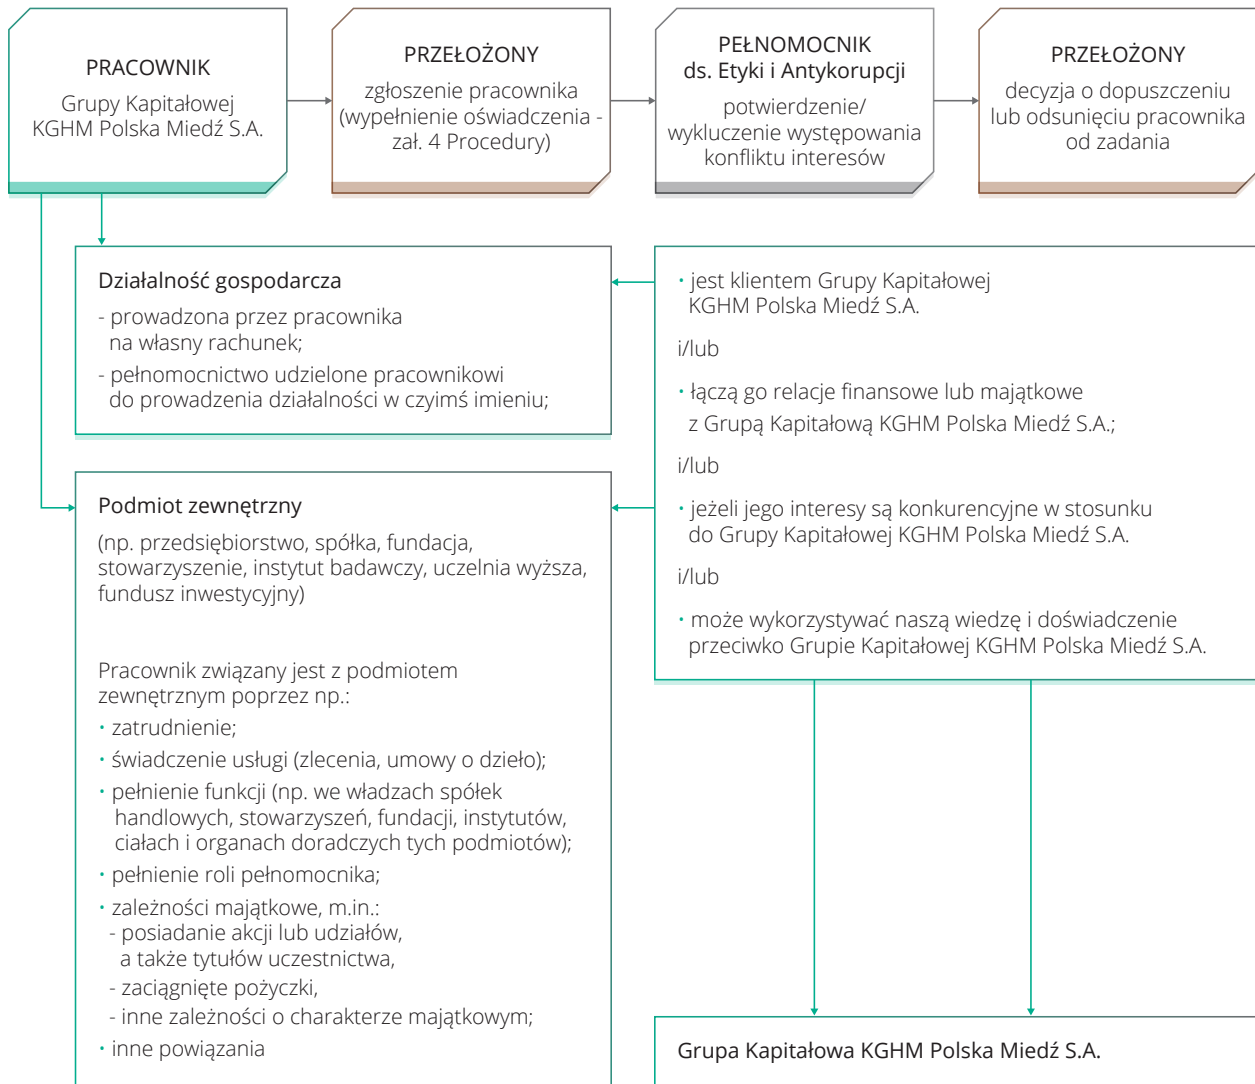 PRACOWNIK
Grupy Kapitałowej
KGHM Polska Miedź S.A.
PRZEŁOŻONY
zgłoszenie pracownika
(wypełnienie oświadczenia -
zał. 4 Procedury)
PEŁNOMOCNIK
ds. Etyki i Antykorupcji
potwierdzenie/
wykluczenie występowania
konfliktu interesów
PRZEŁOŻONY
decyzja o dopuszczeniu
lub odsunięciu pracownika
od zadania
Działalność gospodarcza
- prowadzona przez pracownika
na własny rachunek;
- pełnomocnictwo udzielone pracownikowi
do prowadzenia działalności w czyimś imieniu;
Podmiot zewnętrzny
(np. przedsiębiorstwo, spółka, fundacja,
stowarzyszenie, instytut badawczy, uczelnia wyższa,
fundusz inwestycyjny)
Pracownik związany jest z podmiotem
zewnętrznym poprzez np.:
• zatrudnienie;
• świadczenie usługi (zlecenia, umowy o dzieło);
• pełnienie funkcji (np. we władzach spółek
handlowych, stowarzyszeń, fundacji, instytutów,
ciałach i organach doradczych tych podmiotów);
• pełnienie roli pełnomocnika;
• zależności majątkowe, m.in.:
- posiadanie akcji lub udziałów,
a także tytułów uczestnictwa,
- zaciągnięte pożyczki,
- inne zależności o charakterze majątkowym;
• inne powiązania
• jest klientem Grupy Kapitałowej
KGHM Polska Miedź S.A.
i/lub
• łączą go relacje finansowe lub majątkowe
z Grupą Kapitałową KGHM Polska Miedź S.A.;
i/lub
• jeżeli jego interesy są konkurencyjne w stosunku
do Grupy Kapitałowej KGHM Polska Miedź S.A.
i/lub
• może wykorzystywać naszą wiedzę i doświadczenie
przeciwko Grupie Kapitałowej KGHM Polska Miedź S.A.
Grupa Kapitałowa KGHM Polska Miedź S.A.